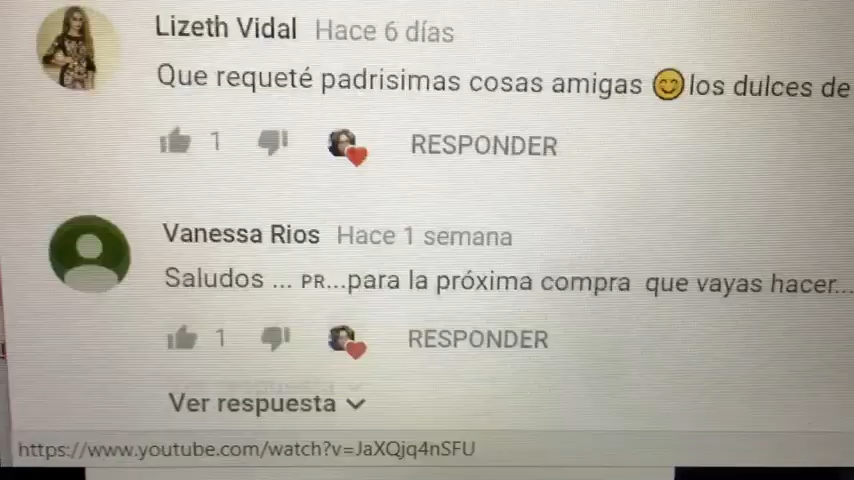 Lizeth Vidal Hace 6 días
Que requeté padrisimas cosas amigas 😊los dulces de
1 RESPONDER
Vanessa Rios Hace 1 semana
Saludos ... PR...para la próxima compra que vayas hacer...
1 RESPONDER
Ver respuesta
https://www.youtube.com/watch?v=JaXQjq4nSFU